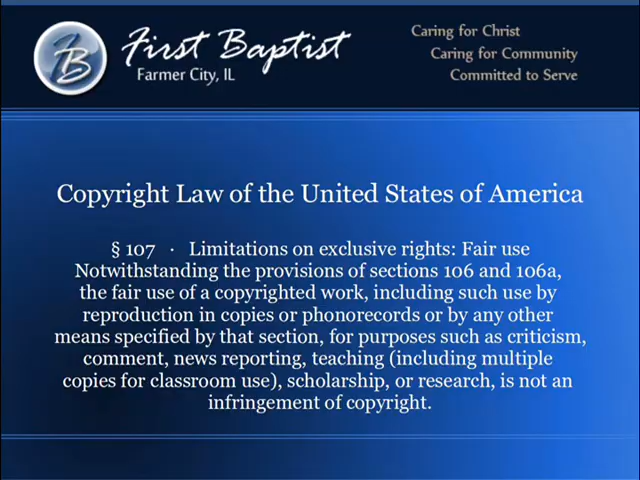 First Baptist
Farmer City, IL
Caring for Christ
Caring for Community
Committed to Serve
Copyright Law of the United States of America
§ 107 · Limitations on exclusive rights: Fair use
Notwithstanding the provisions of sections 106 and 106a,
the fair use of a copyrighted work, including such use by
reproduction in copies or phonorecords or by any other
means specified by that section, for purposes such as criticism,
comment, news reporting, teaching (including multiple
copies for classroom use), scholarship, or research, is not an
infringement of copyright.